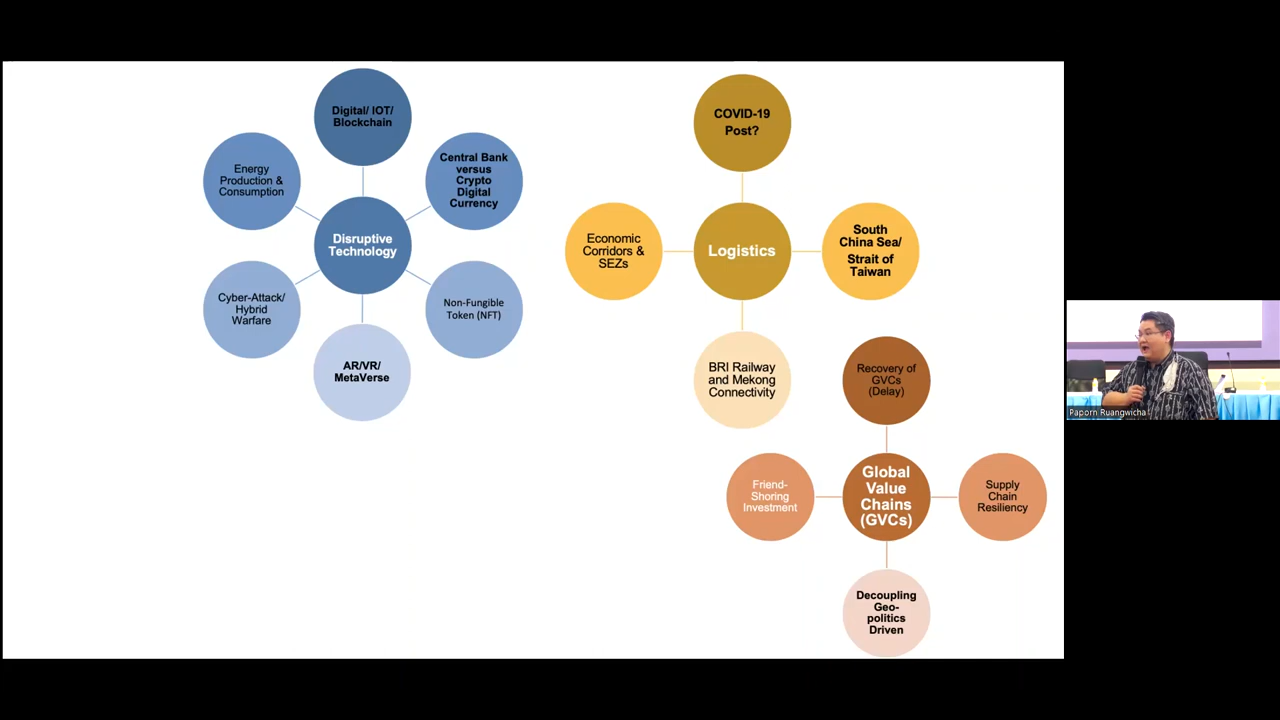 Digital/ IOT/
Blockchain
Energy
Production &
Consumption
Central Bank
versus
Crypto
Digital
Currency
Disruptive
Technology
Cyber-Attack/
Hybrid
Warfare
Non-Fungible
Token (NFT)
AR/VR/
MetaVerse
COVID-19
Post?
Economic
Corridors &
SEZs
Logistics
South
China Sea/
Strait of
Taiwan
BRI Railway
and Mekong
Connectivity
Recovery of
GVCs
(Delay)
Friend-
Shoring
Investment
Global
Value
Chains
(GVCs)
Supply
Chain
Resiliency
Decoupling
Geo-
politics
Driven
Paporn Ruangwicha